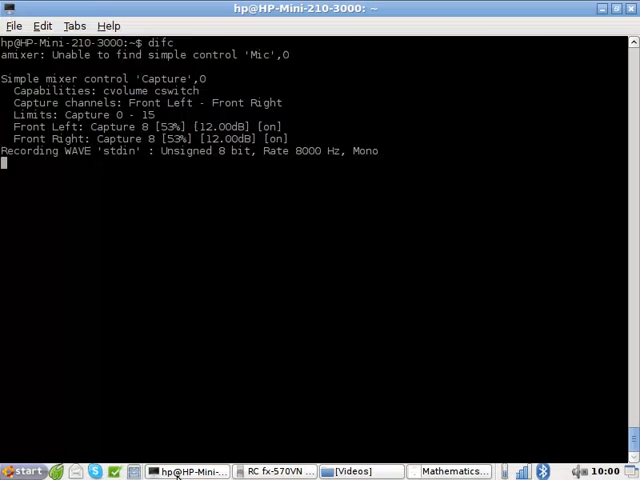 hp@HP-Mini-210-3000: ~
File Edit Tabs Help
hp@HP-Mini-210-3000:~$ difc
amixer: Unable to find simple control 'Mic',0
Simple mixer control 'Capture',0
Capabilities: cvolume cswitch
Capture channels: Front Left - Front Right
Limits: Capture 0 - 15
Front Left: Capture 8 [53%] [12.00dB] [on]
Front Right: Capture 8 [53%] [12.00dB] [on]
Recording WAVE 'stdin' : Unsigned 8 bit, Rate 8000 Hz, Mono
start hp@HP-Mini-... RC fx-570VN ... [Videos] Mathematics... 10:00